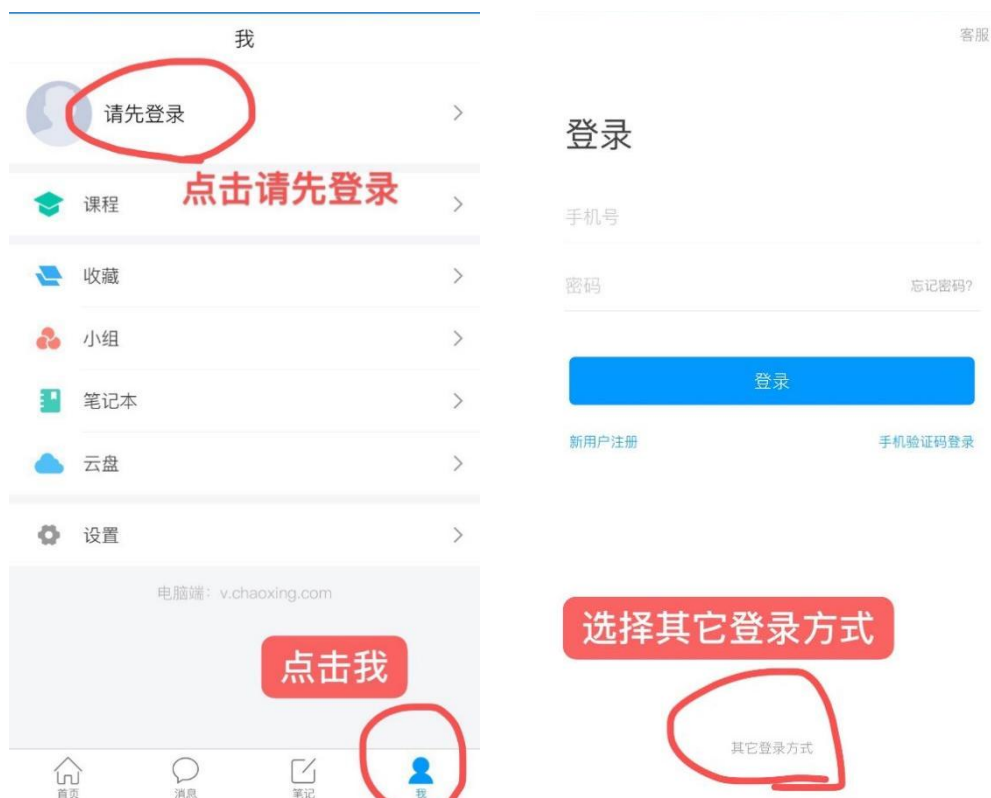 我
请先登录
点击请先登录
课程
收藏
小组
笔记本
云盘
设置
电脑端：v.chaoxing.com
点击我
首页
消息
笔记
我
客服
登录
手机号
密码
忘记密码?
登录
新用户注册
手机验证码登录
选择其它登录方式
其它登录方式